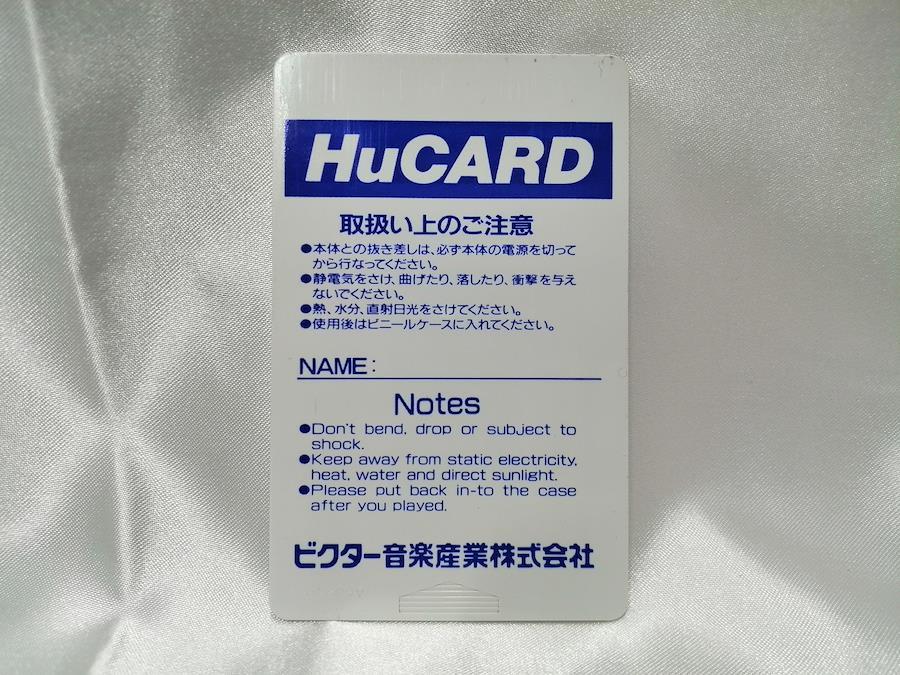 HuCARD
取扱い上のご注意
●本体との抜き差しは、必ず本体の電源を切って
から行なってください。
●静電気をさけ、曲げたり、落したり、衝撃を与え
ないでください。
●熱、水分、直射日光をさけてください。
●使用後はビニールケースに入れてください。
NAME:
Notes
●Don't bend, drop or subject to
shock.
●Keep away from static electricity,
heat, water and direct sunlight.
●Please put back in-to the case
after you played.
ビクター音楽産業株式会社